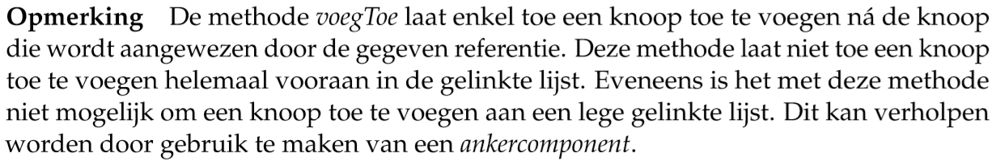 Opmerking De methode voegToe laat enkel toe een knoop toe te voegen ná de knoop
die wordt aangewezen door de gegeven referentie. Deze methode laat niet toe een knoop
toe te voegen helemaal vooraan in de gelinkte lijst. Eveneens is het met deze methode
niet mogelijk om een knoop toe te voegen aan een lege gelinkte lijst. Dit kan verholpen
worden door gebruik te maken van een ankercomponent.